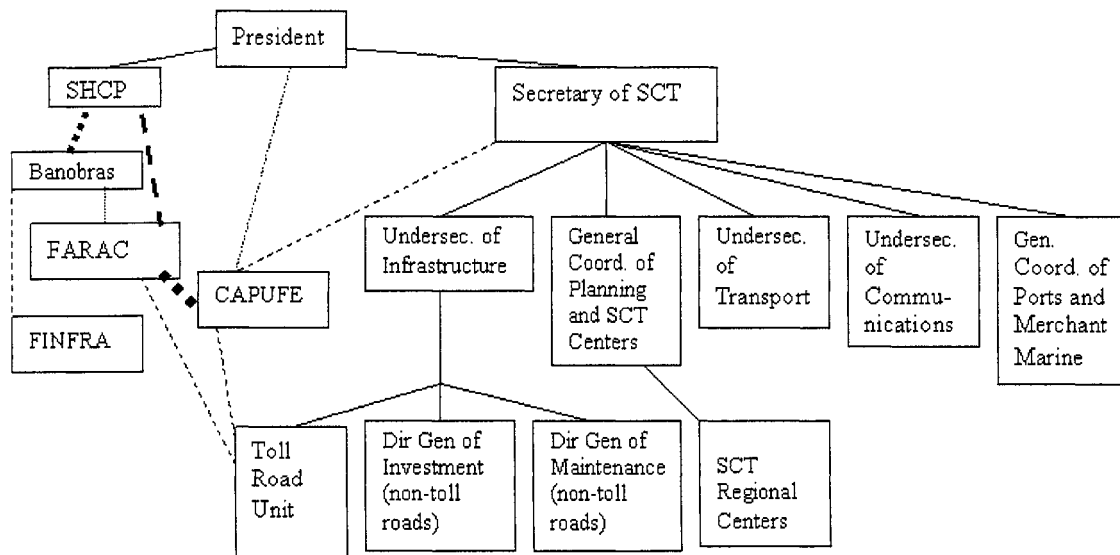 President
SHCP
Secretary of SCT
Banobras
FARAC
CAPUFE
FINFRA
Undersec. of
Infrastructure
General
Coord. of
Planning
and SCT
Centers
Undersec.
of
Transport
Undersec.
of
Commu-
nications
Gen.
Coord. of
Ports and
Merchant
Marine
Toll
Road
Unit
Dir Gen of
Investment
(non-toll
roads)
Dir Gen of
Maintenance
(non-toll
roads)
SCT
Regional
Centers